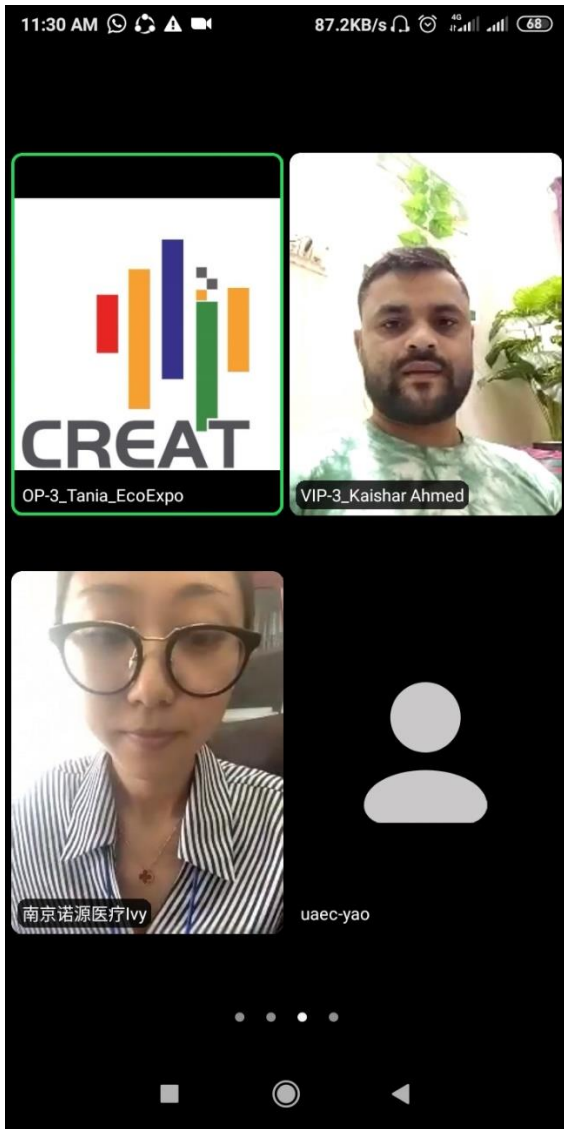 11:30 AM
87.2KB/s
4G
68
CREAT
OP-3_Tania_EcoExpo
VIP-3_Kaishar Ahmed
南京诺源医疗Ivy
uaec-yao